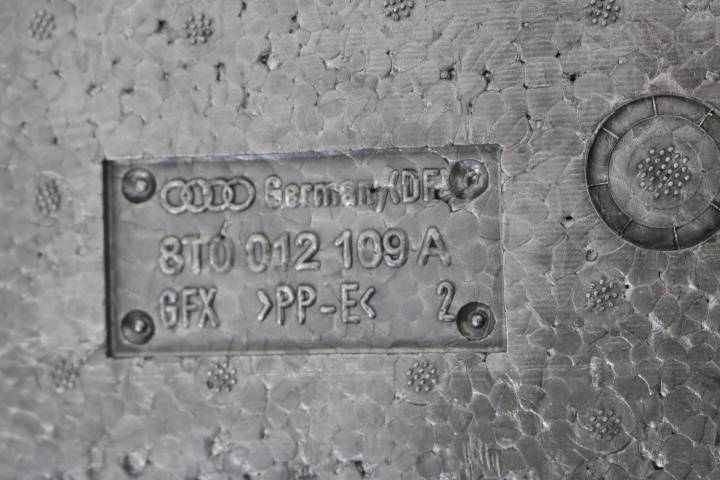 Germany(DE)
8T0 012 109 A
GFX >PP-E< 2